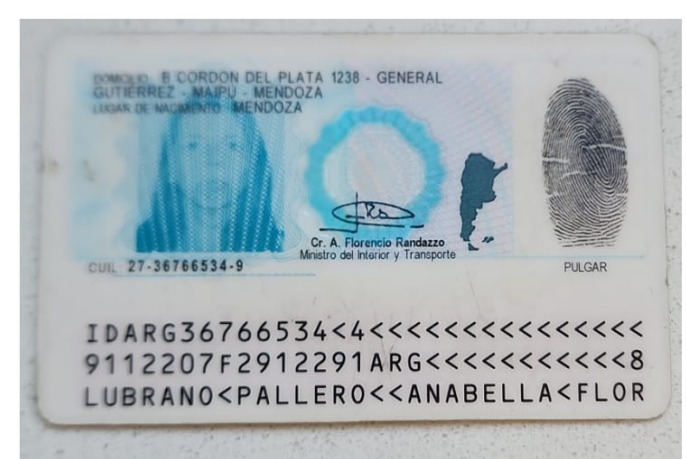 DOMICILIO: B CORDON DEL PLATA 1238 - GENERAL
GUTIERREZ - MAIPU - MENDOZA
LUGAR DE NACIMIENTO: MENDOZA
Cr. A. Florencio Randazzo
Ministro del Interior y Transporte
CUIL: 27-36766534-9
PULGAR
IDARG36766534<4<<<<<<<<<<<<<<<
9112207F2912291ARG<<<<<<<<<<<8
LUBRANO<PALLERO<<ANABELLA<FLOR